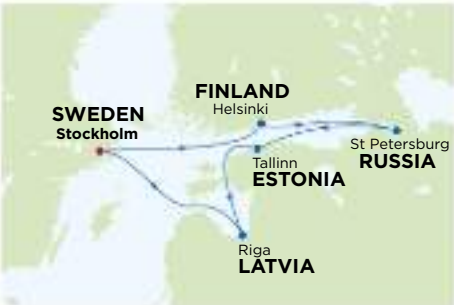 FINLAND
Helsinki
SWEDEN
Stockholm
St Petersburg
RUSSIA
Tallinn
ESTONIA
Riga
LATVIA